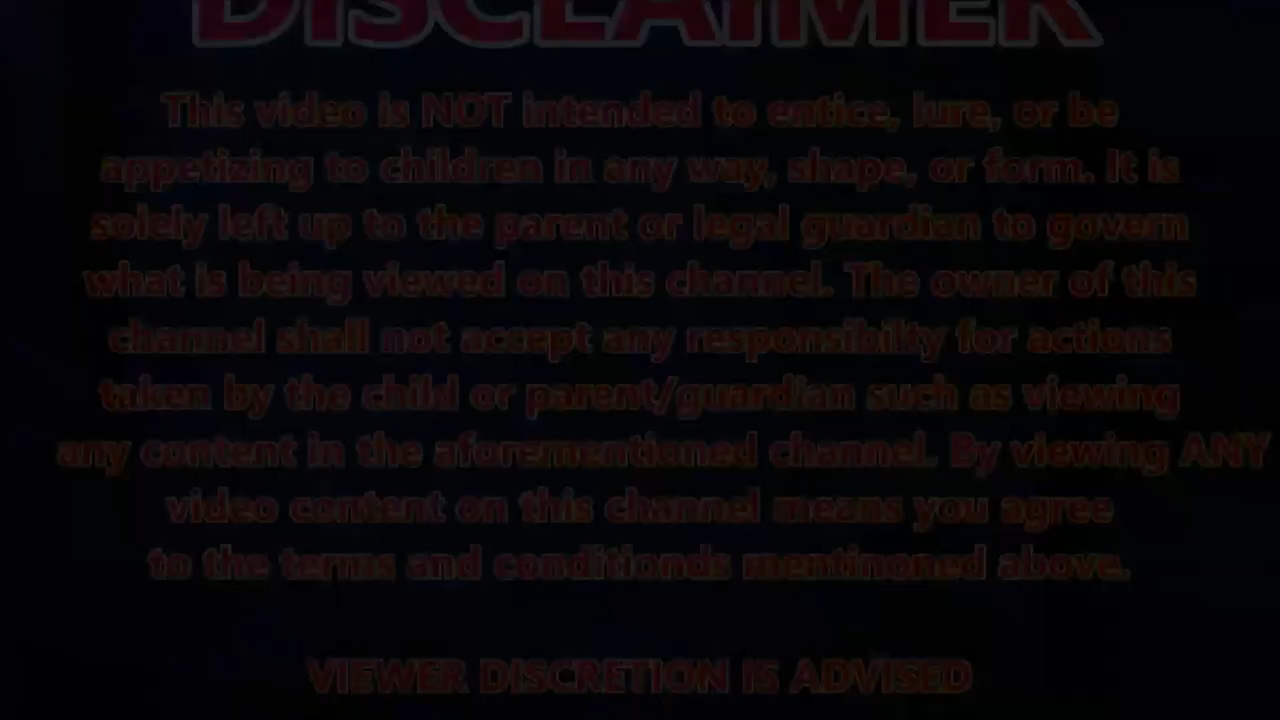 DISCLAIMER
This video is NOT intended to entice, lure, or be
appetizing to children in any way, shape, or form. It is
solely left up to the parent or legal guardian to govern
what is being viewed on this channel. The owner of this
channel shall not accept any responsibilty for actions
taken by the child or parent/guardian such as viewing
any content in the aforementioned channel. By viewing ANY
video content on this channel means you agree
to the terms and conditionds mentinoned above.
VIEWER DISCRETION IS ADVISED